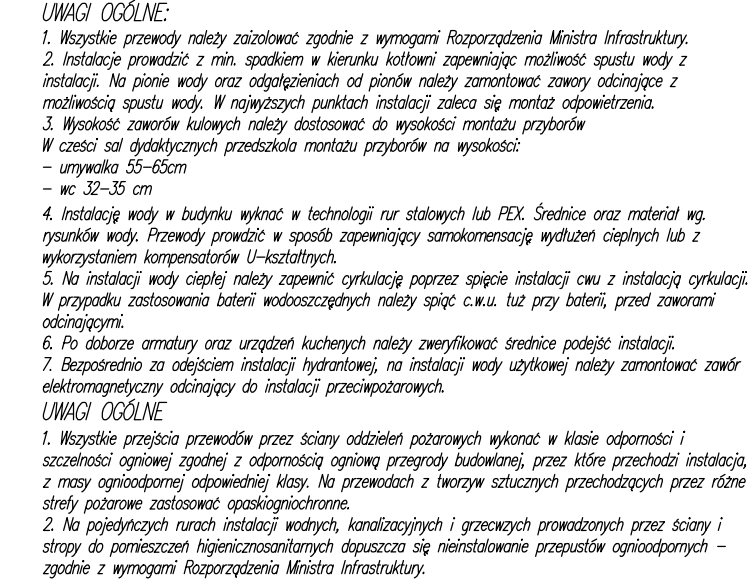 UWAGI OGÓLNE:
1. Wszystkie przewody należy zaizolować zgodnie z wymogami Rozporządzenia Ministra Infrastruktury.
2. Instalacje prowadzić z min. spadkiem w kierunku kotłowni zapewniając możliwość spustu wody z
instalacji. Na pionie wody oraz odgałęzieniach od pionów należy zamontować zawory odcinające z
możliwością spustu wody. W najwyższych punktach instalacji zaleca się montaż odpowietrzenia.
3. Wysokość zaworów kulowych należy dostosować do wysokości montażu przyborów
W cześci sal dydaktycznych przedszkola montażu przyborów na wysokości:
– umywalka 55–65cm
– wc 32–35 cm
4. Instalację wody w budynku wyknać w technologii rur stalowych lub PEX. Średnice oraz materiał wg.
rysunków wody. Przewody prowdzić w sposób zapewniający samokomensację wydłużeń cieplnych lub z
wykorzystaniem kompensatorów U–kształtnych.
5. Na instalacji wody ciepłej należy zapewnić cyrkulację poprzez spięcie instalacji cwu z instalacją cyrkulacji.
W przypadku zastosowania baterii wodooszczędnych należy spiąć c.w.u. tuż przy baterii, przed zaworami
odcinającymi.
6. Po doborze armatury oraz urządzeń kuchenych należy zweryfikować średnice podejść instalacji.
7. Bezpośrednio za odejściem instalacji hydrantowej, na instalacji wody użytkowej należy zamontować zawór
elektromagnetyczny odcinający do instalacji przeciwpożarowych.
UWAGI OGÓLNE
1. Wszystkie przejścia przewodów przez ściany oddzieleń pożarowych wykonać w klasie odporności i
szczelności ogniowej zgodnej z odpornością ogniową przegrody budowlanej, przez które przechodzi instalacja,
z masy ognioodpornej odpowiedniej klasy. Na przewodach z tworzyw sztucznych przechodzących przez różne
strefy pożarowe zastosować opaskiogniochronne.
2. Na pojedyńczych rurach instalacji wodnych, kanalizacyjnych i grzecwzych prowadzonych przez ściany i
stropy do pomieszczeń higienicznosanitarnych dopuszcza się nieinstalowanie przepustów ognioodpornych –
zgodnie z wymogami Rozporządzenia Ministra Infrastruktury.